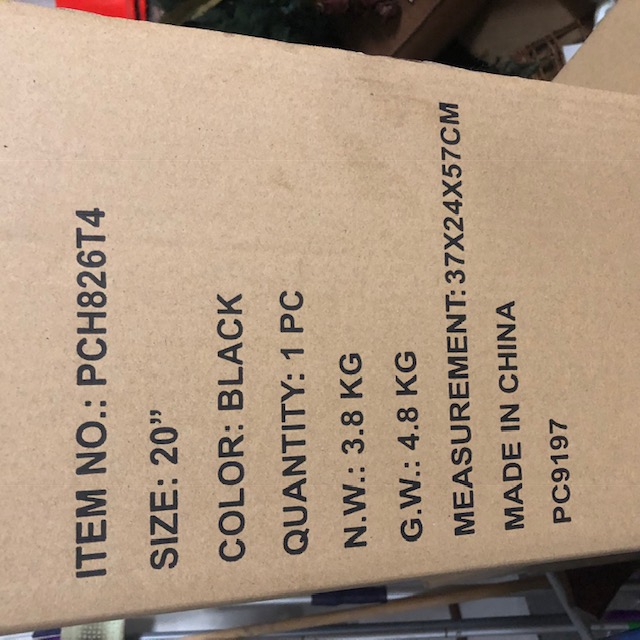 ITEM NO.: PCH826T4
SIZE: 20”
COLOR: BLACK
QUANTITY: 1 PC
N.W.: 3.8 KG
G.W.: 4.8 KG
MEASUREMENT: 37X24X57CM
MADE IN CHINA
PC9197